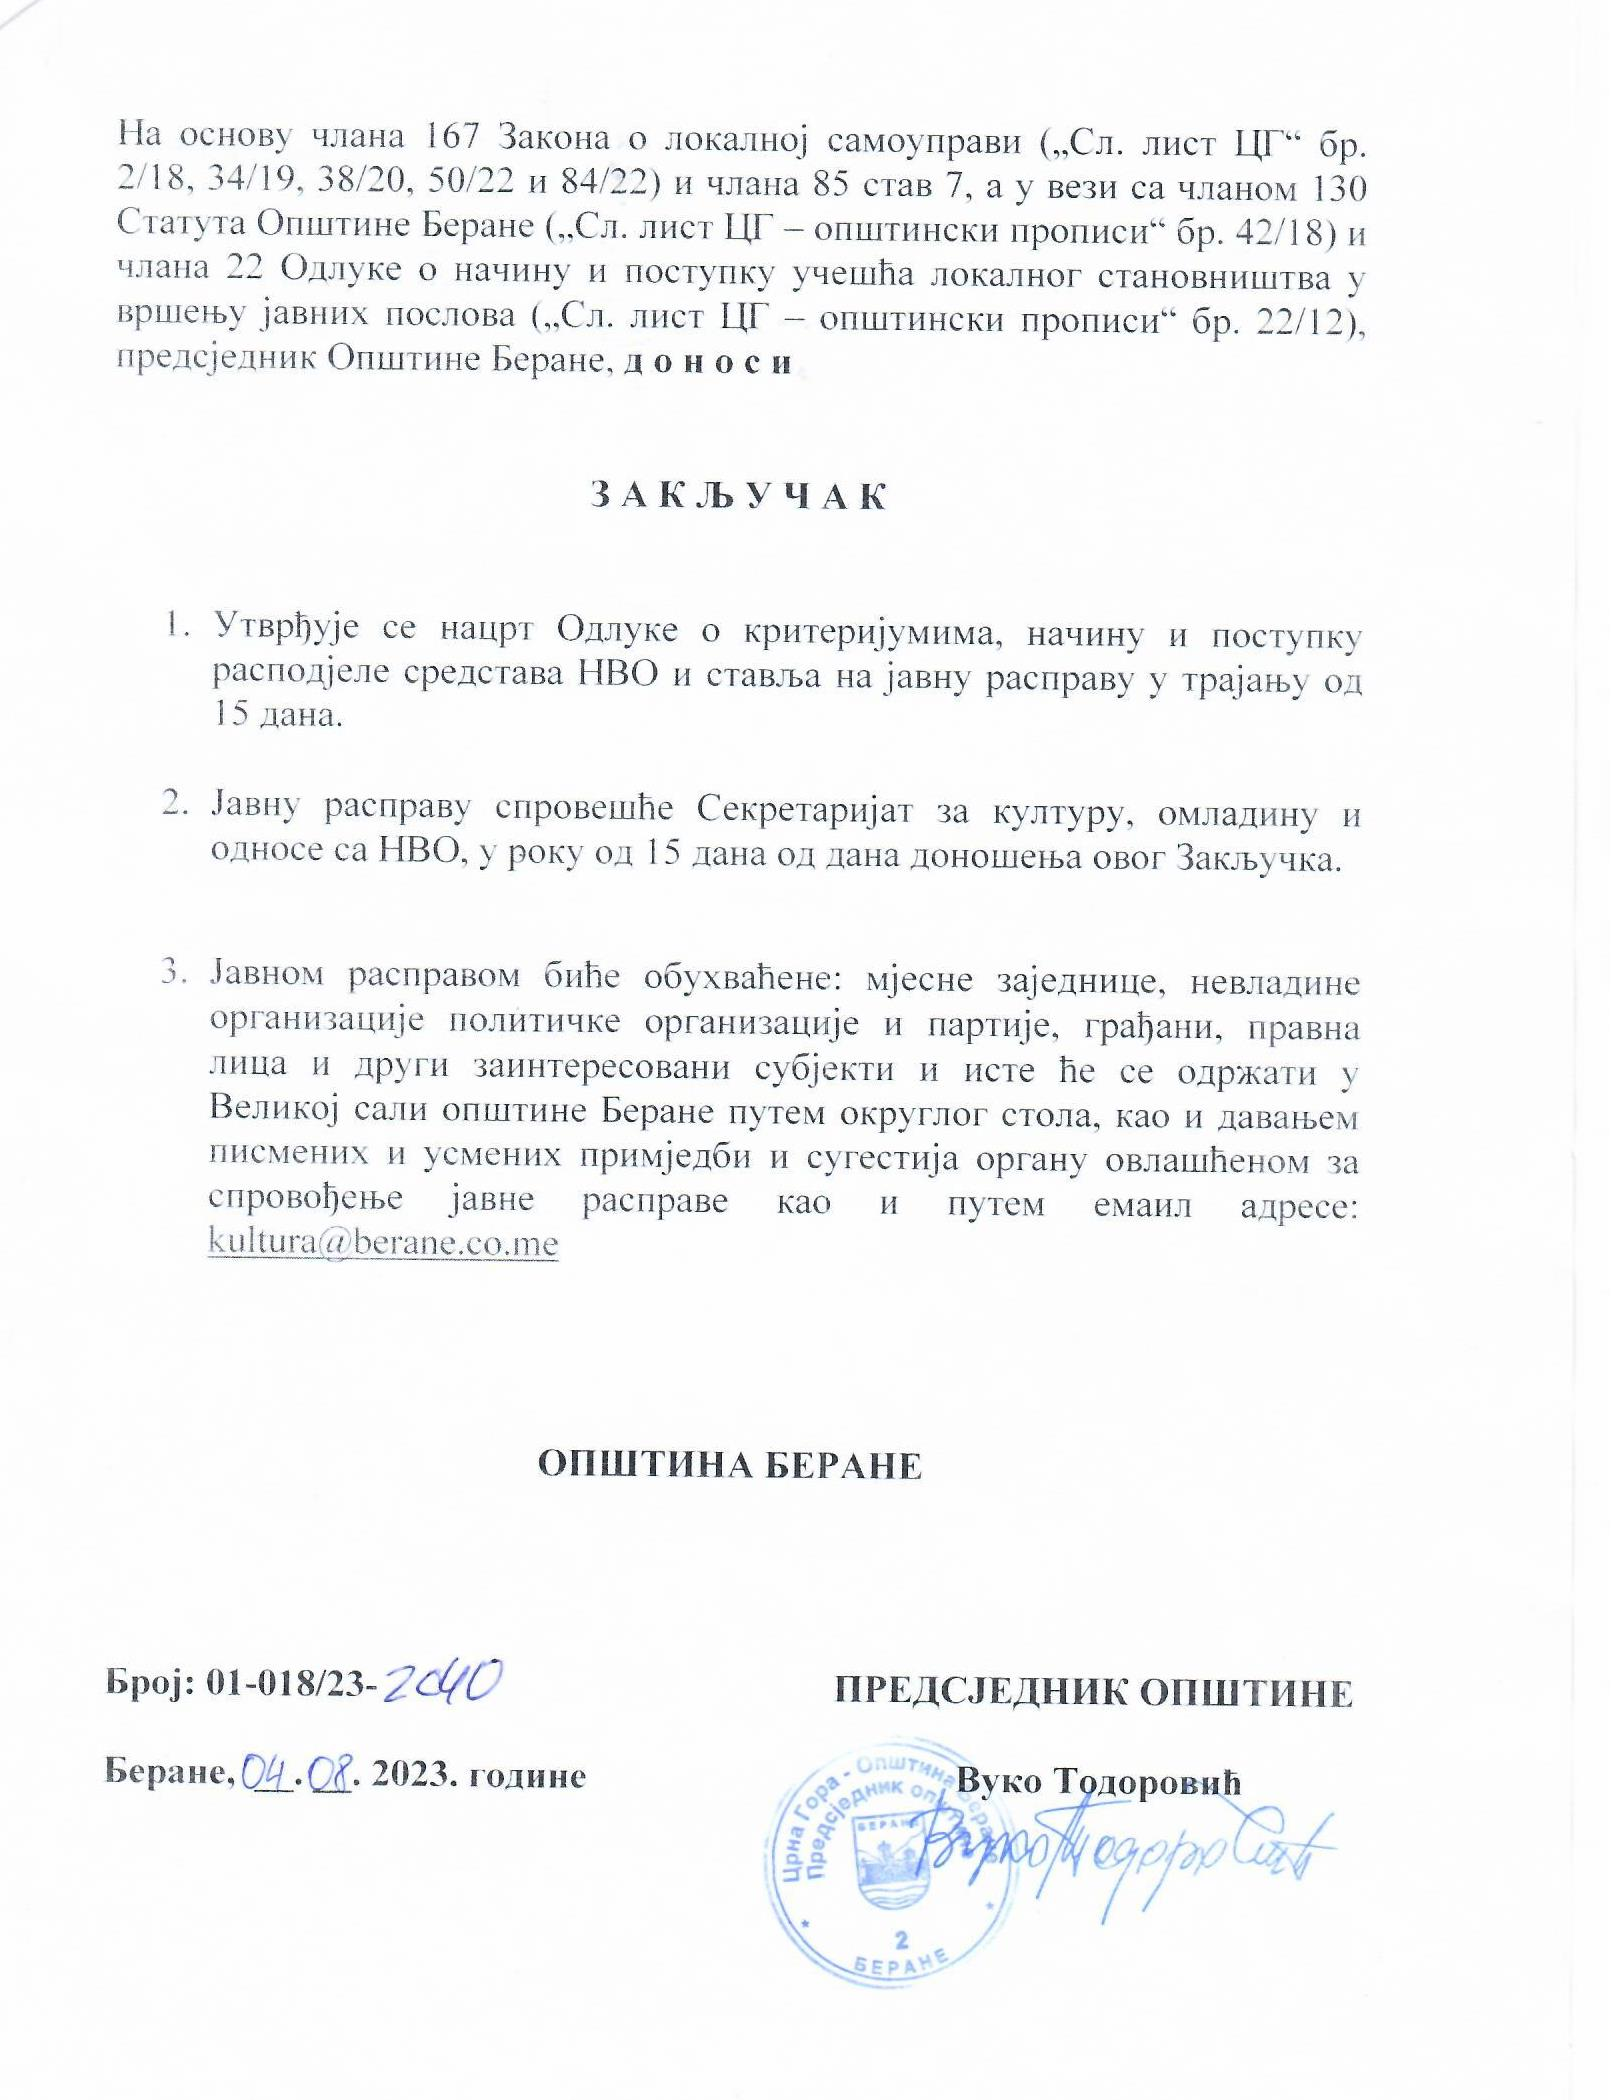 На основу члана 167 Закона о локалној самоуправи („Сл. лист ЦГ“ бр.
2/18, 34/19, 38/20, 50/22 и 84/22) и члана 85 став 7, а у вези са чланом 130
Статута Општине Беране („Сл. лист ЦГ – општински прописи“ бр. 42/18) и
члана 22 Одлуке о начину и поступку учешћа локалног становништва у
вршењу јавних послова („Сл. лист ЦГ – општински прописи“ бр. 22/12),
предсједник Општине Беране, д о н о с и
З А К Љ У Ч А К
1. Утврђује се нацрт Одлуке о критеријумима, начину и поступку
расподјеле средстава НВО и ставља на јавну расправу у трајању од
15 дана.
2. Јавну расправу спровешће Секретаријат за културу, омладину и
односе са НВО, у року од 15 дана од дана доношења овог Закључка.
3. Јавном расправом биће обухваћене: мјесне заједнице, невладине
организације политичке организације и партије, грађани, правна
лица и други заинтересовани субјекти и исте ће се одржати у
Великој сали општине Беране путем округлог стола, као и давањем
писмених и усмених примједби и сугестија органу овлашћеном за
спровођење јавне расправе као и путем емаил адресе:
kultura@berane.co.me
ОПШТИНА БЕРАНЕ
Број: 01-018/23-2040
ПРЕДСЈЕДНИК ОПШТИНЕ
Беране, 04.08. 2023. године
Вуко Тодоровић
Вуко Тодоровић
Црна Гора - Општина Беране
Предсједник општине
БЕРАНЕ
2
БЕРАНЕ